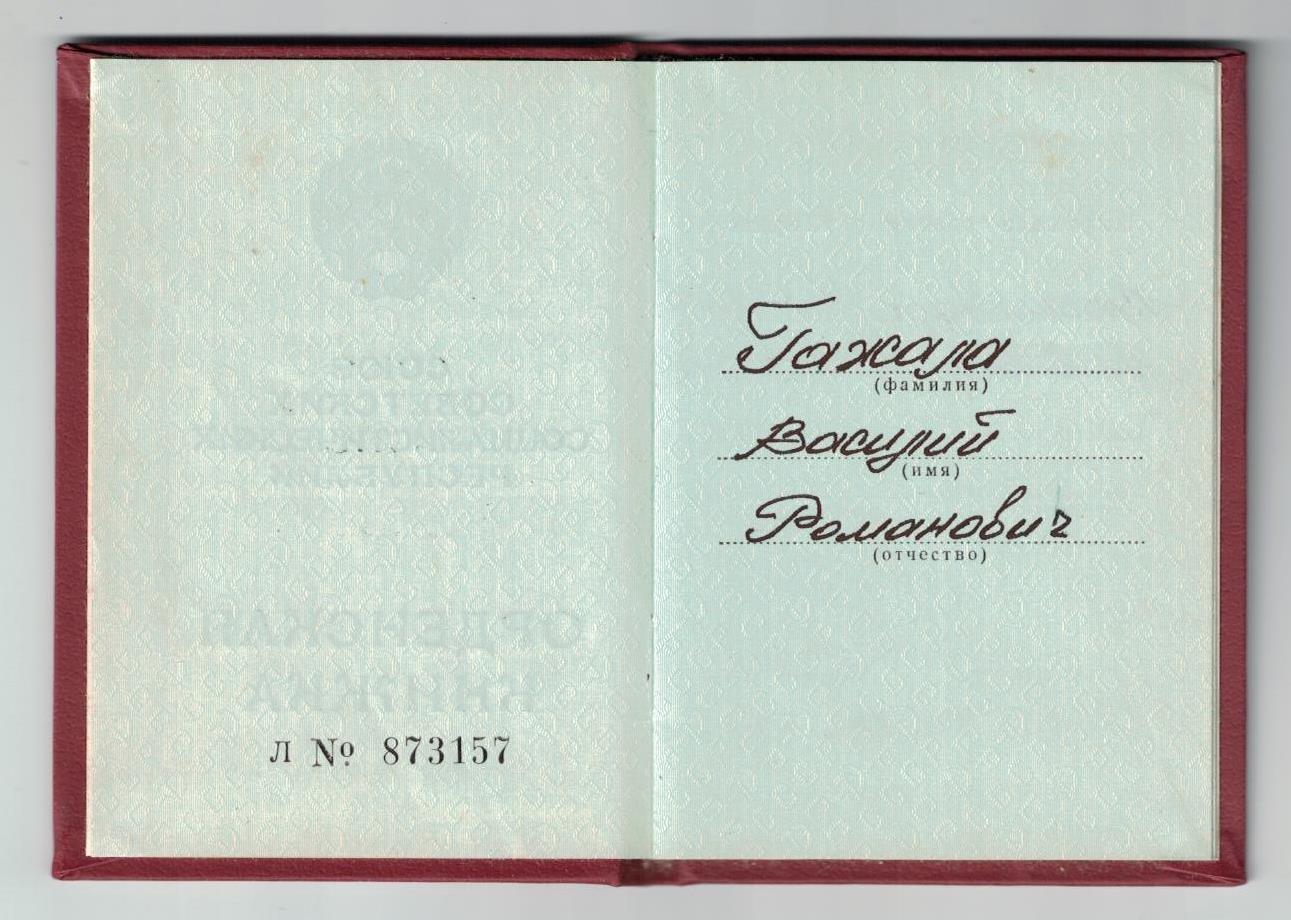 Л № 873157
Гажала
(фамилия)
Василий
(имя)
Романович
(отчество)